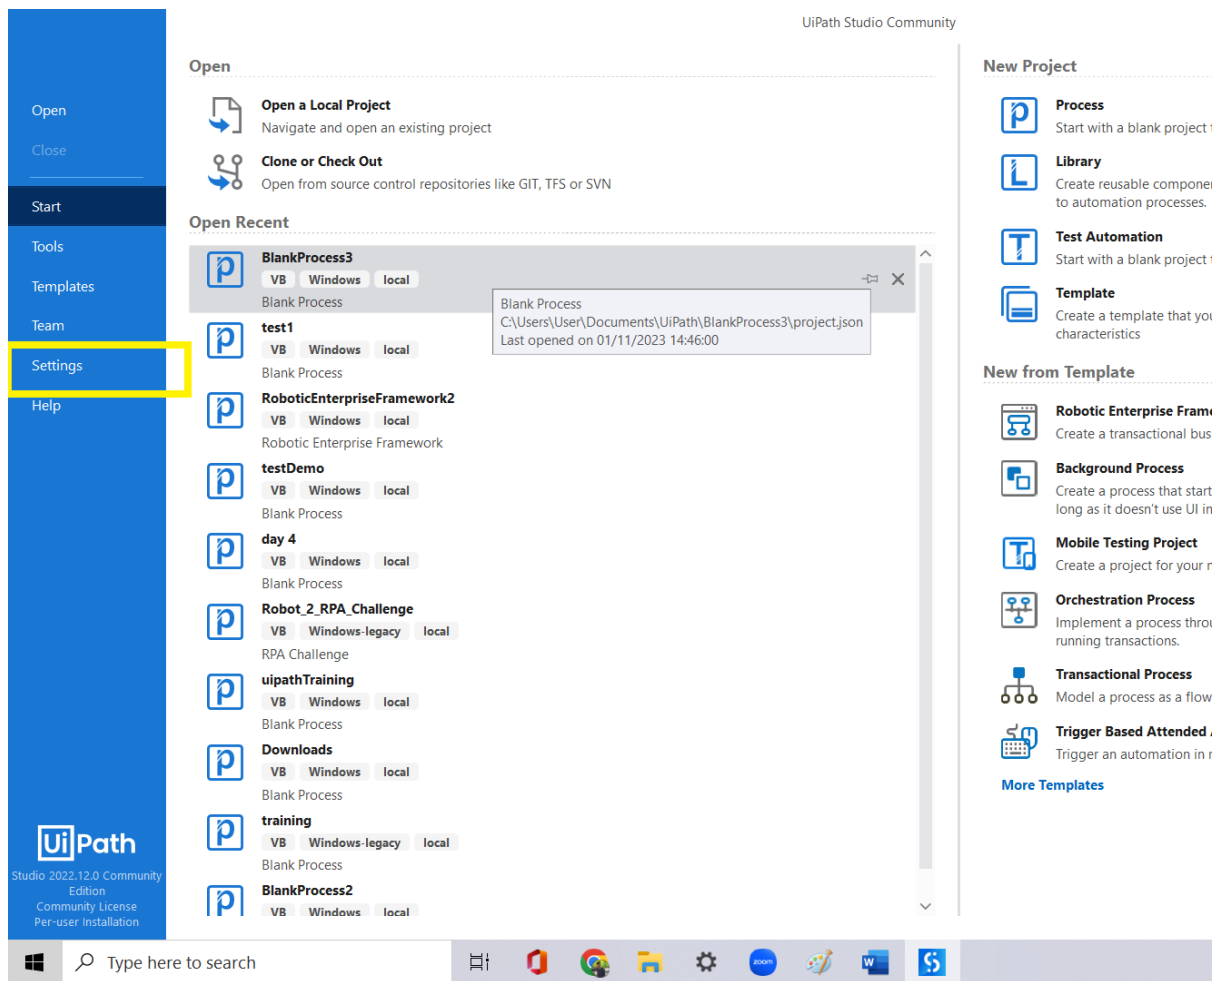 UiPath Studio Community
Open
Close
Start
Tools
Templates
Team
Settings
Help
UiPath
Studio 2022.12.0 Community
Edition
Community License
Per-user Installation
Open
Open a Local Project
Navigate and open an existing project
Clone or Check Out
Open from source control repositories like GIT, TFS or SVN
Open Recent
BlankProcess3
VB Windows local
Blank Process
Blank Process
C:\Users\User\Documents\UiPath\BlankProcess3\project.json
Last opened on 01/11/2023 14:46:00
test1
VB Windows local
Blank Process
RoboticEnterpriseFramework2
VB Windows local
Robotic Enterprise Framework
testDemo
VB Windows local
Blank Process
day 4
VB Windows local
Blank Process
Robot_2_RPA_Challenge
VB Windows-legacy local
RPA Challenge
uipathTraining
VB Windows local
Blank Process
Downloads
VB Windows local
Blank Process
training
VB Windows-legacy local
Blank Process
BlankProcess2
VB Windows local
New Project
Process
Start with a blank project
Library
Create reusable
to automation processes.
Test Automation
Start with a blank project
Template
Create a template that
characteristics
New from Template
Robotic Enterprise
Create a transactional
Background Process
Create a process that
long as it doesn't use UI
Mobile Testing Project
Create a project for your
Orchestration Process
Implement a process
running transactions.
Transactional Process
Model a process as a
Trigger Based Attended
Trigger an automation in
More Templates
Type here to search
zoom